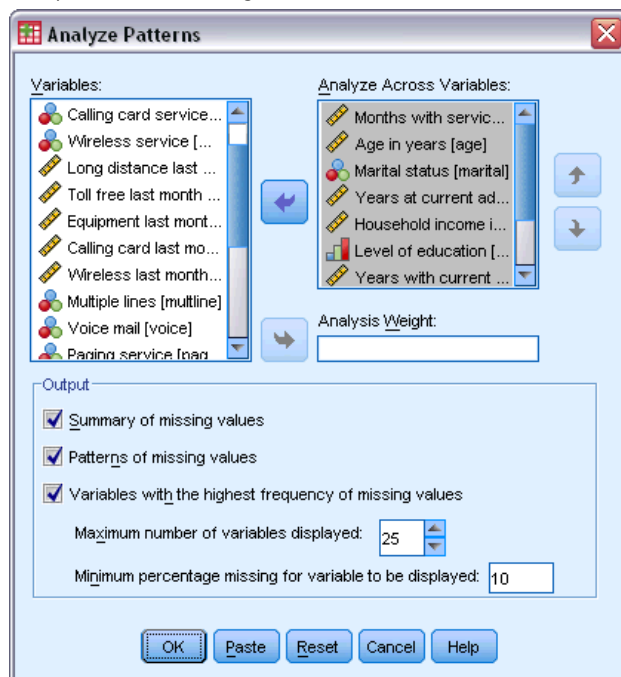 Analyze Patterns
Variables:
Calling card service...
Wireless service [...
Long distance last ...
Toll free last month ...
Equipment last mont...
Calling card last mo...
Wireless last month...
Multiple lines [multline]
Voice mail [voice]
Paging service [pag
Analyze Across Variables:
Months with servic...
Age in years [age]
Marital status [marital]
Years at current ad...
Household income i...
Level of education [...
Years with current ...
Analysis Weight:
Output
Summary of missing values
Patterns of missing values
Variables with the highest frequency of missing values
Maximum number of variables displayed: 25
Minimum percentage missing for variable to be displayed: 10
OK Paste Reset Cancel Help